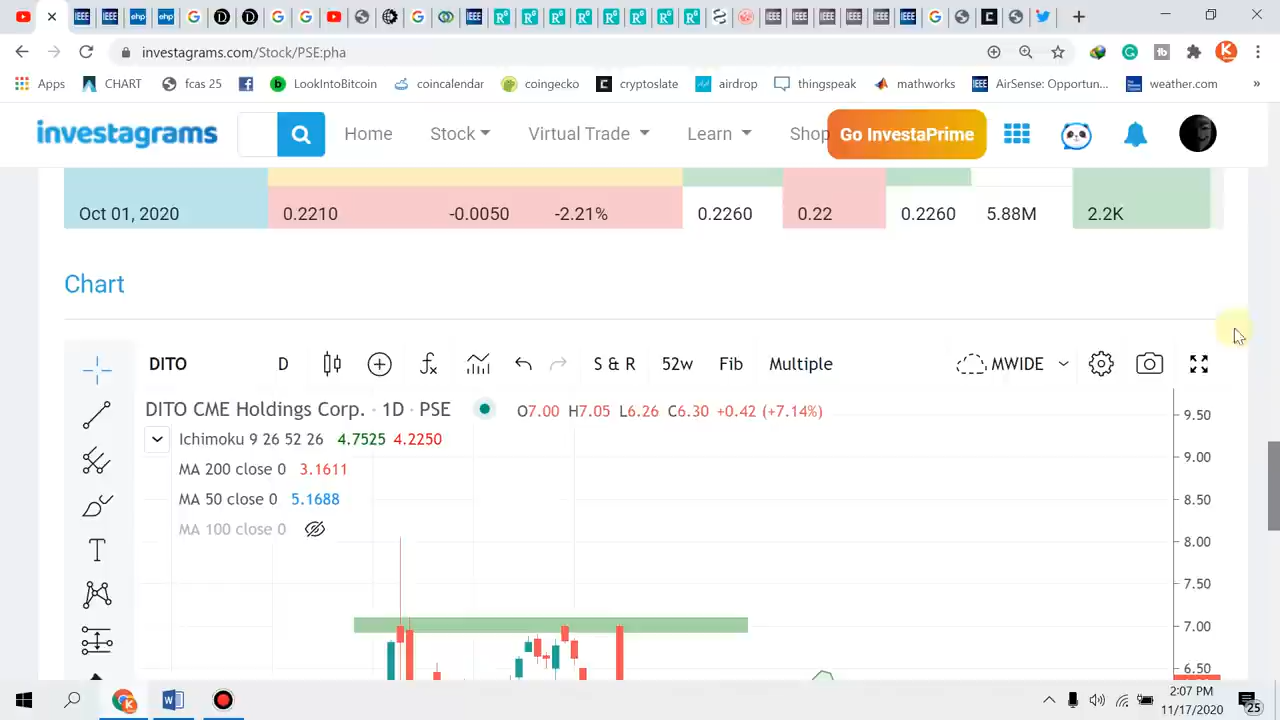 investagrams.com/Stock/PSE:pha
Apps CHART fcas 25 LookIntoBitcoin coincalendar coingecko cryptoslate airdrop thingspeak mathworks AirSense: Opportun... weather.com »
investagrams Home Stock Virtual Trade Learn Shop Go InvestaPrime
Oct 01, 2020 0.2210 -0.0050 -2.21% 0.2260 0.22 0.2260 5.88M 2.2K
Chart
DITO D S & R 52w Fib Multiple MWIDE
DITO CME Holdings Corp. · 1D · PSE O7.00 H7.05 L6.26 C6.30 +0.42 (+7.14%)
9.50
Ichimoku 9 26 52 26 4.7525 4.2250
9.00
MA 200 close 0 3.1611
MA 50 close 0 5.1688
8.50
MA 100 close 0
8.00
7.50
7.00
6.50
2:07 PM
11/17/2020
25